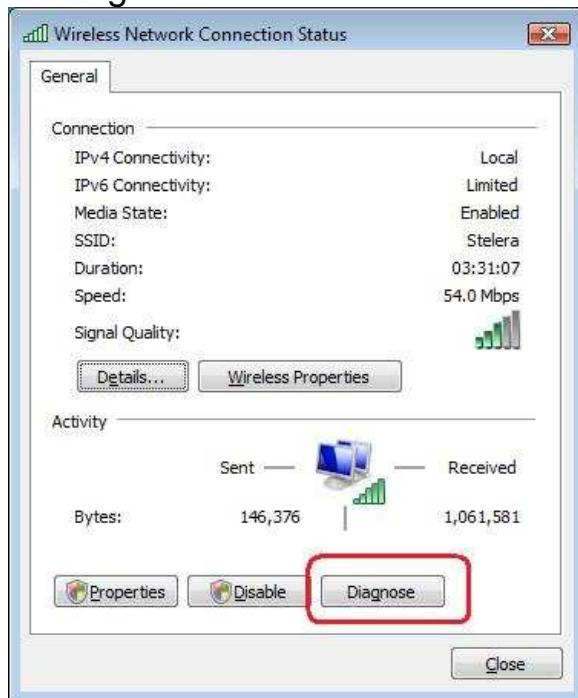 Wireless Network Connection Status
General
Connection
IPv4 Connectivity: Local
IPv6 Connectivity: Limited
Media State: Enabled
SSID: Stelera
Duration: 03:31:07
Speed: 54.0 Mbps
Signal Quality:
Details... Wireless Properties
Activity
Sent Received
Bytes: 146,376 1,061,581
Properties Disable Diagnose
Close